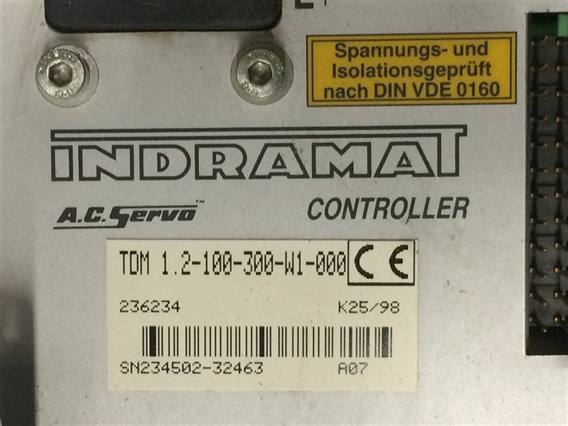 Spannungs- und
Isolationsgeprüft
nach DIN VDE 0160
INDRAMAT
A.C. Servo™ CONTROLLER
TDM 1.2-100-300-W1-000 CE
236234 K25/98
SN234502-32463 A07